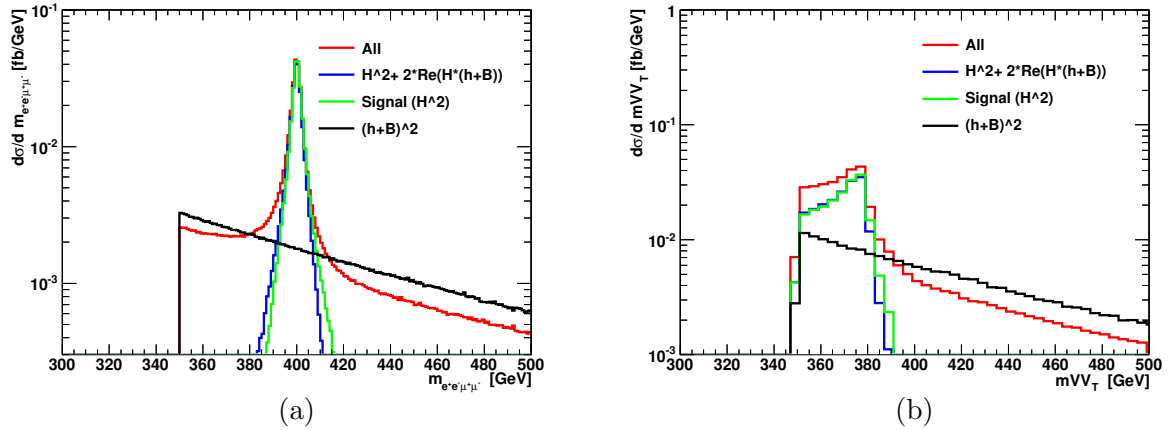 dσ/d m_{e⁺e⁻μ⁺μ⁻} [fb/GeV]
10⁻¹
10⁻²
10⁻³
All
H^2+ 2*Re(H*(h+B))
Signal (H^2)
(h+B)^2
300 320 340 360 380 400 420 440 460 480 500
m_{e⁺e⁻μ⁺μ⁻} [GeV]
(a)
dσ/d mVV_T [fb/GeV]
1
10⁻¹
10⁻²
10⁻³
All
H^2+ 2*Re(H*(h+B))
Signal (H^2)
(h+B)^2
300 320 340 360 380 400 420 440 460 480 500
mVV_T [GeV]
(b)